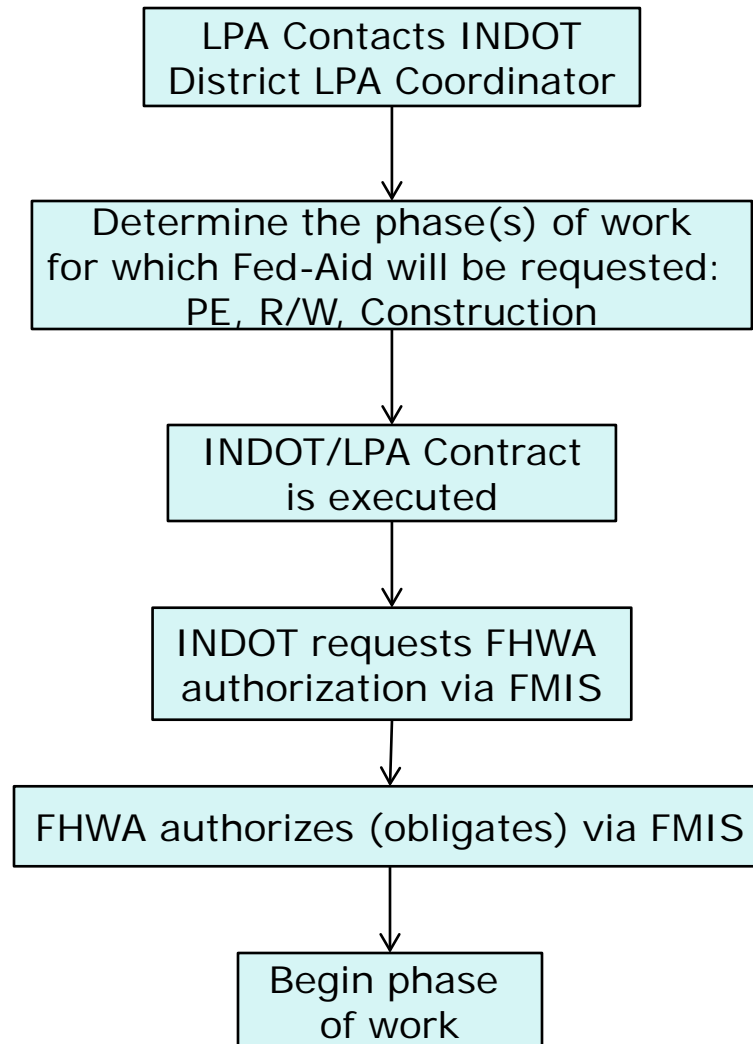 LPA Contacts INDOT
District LPA Coordinator
Determine the phase(s) of work
for which Fed-Aid will be requested:
PE, R/W, Construction
INDOT/LPA Contract
is executed
INDOT requests FHWA
authorization via FMIS
FHWA authorizes (obligates) via FMIS
Begin phase
of work